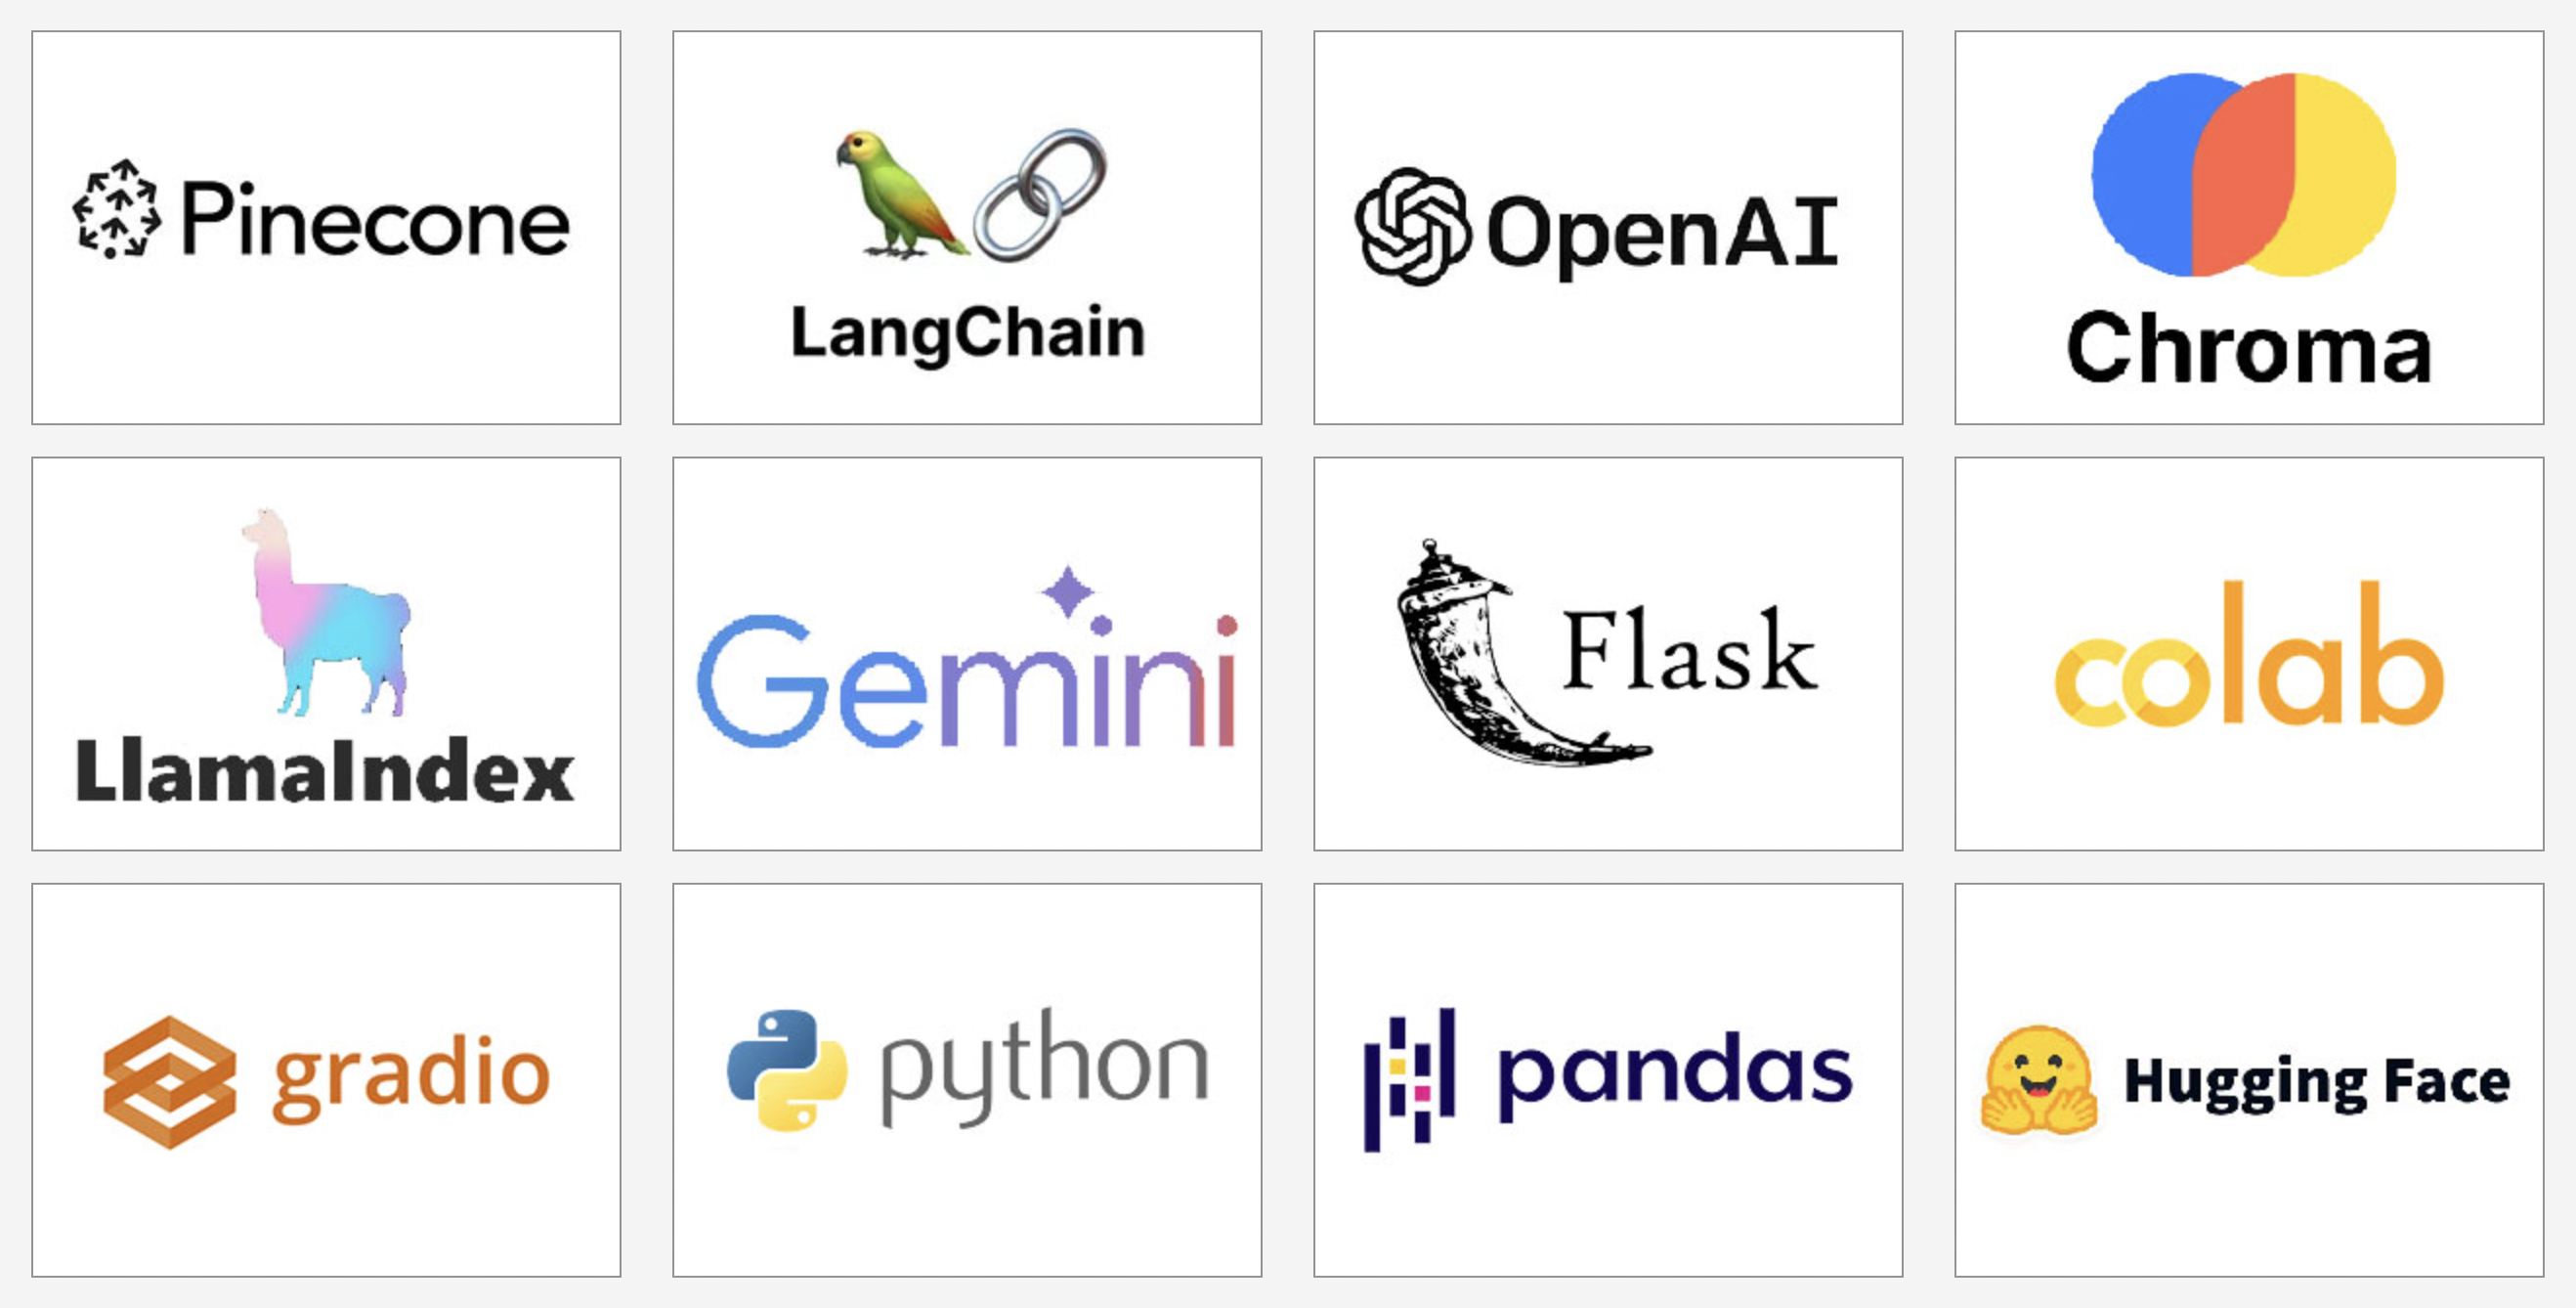 Pinecone
LangChain
OpenAI
Chroma
LlamaIndex
Gemini
Flask
colab
gradio
python
pandas
Hugging Face